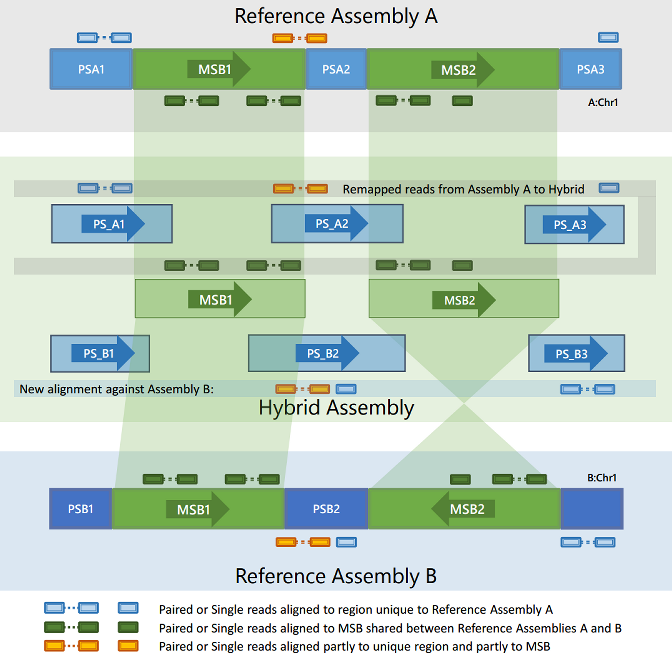 Reference Assembly A
PSA1 MSB1 PSA2 MSB2 PSA3
A:Chr1
Remapped reads from Assembly A to Hybrid
PS_A1 PS_A2 PS_A3
MSB1 MSB2
PS_B1 PS_B2 PS_B3
New alignment against Assembly B:
Hybrid Assembly
B:Chr1
PSB1 MSB1 PSB2 MSB2
Reference Assembly B
Paired or Single reads aligned to region unique to Reference Assembly A
Paired or Single reads aligned to MSB shared between Reference Assemblies A and B
Paired or Single reads aligned partly to unique region and partly to MSB